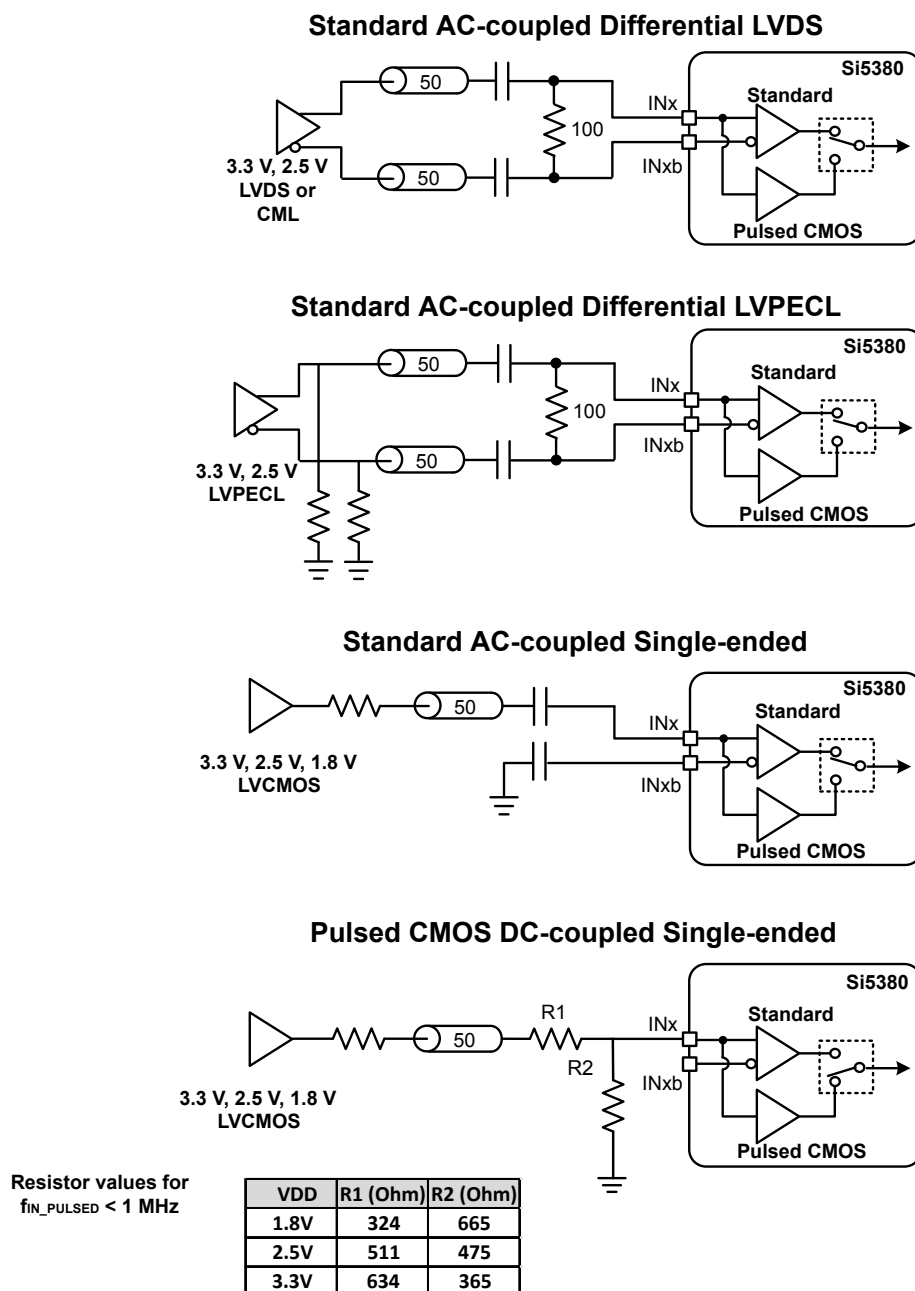 Standard AC-coupled Differential LVDS
Si5380
50
Standard
INx
100
3.3 V, 2.5 V
LVDS or
CML
50
INxb
Pulsed CMOS
Standard AC-coupled Differential LVPECL
Si5380
50
Standard
INx
100
3.3 V, 2.5 V
LVPECL
50
INxb
Pulsed CMOS
Standard AC-coupled Single-ended
Si5380
50
Standard
INx
3.3 V, 2.5 V, 1.8 V
LVCMOS
INxb
Pulsed CMOS
Pulsed CMOS DC-coupled Single-ended
Si5380
R1
Standard
INx
50
R2
INxb
3.3 V, 2.5 V, 1.8 V
LVCMOS
Pulsed CMOS
Resistor values for
fIN_PULSED < 1 MHz
VDD R1 (Ohm) R2 (Ohm)
1.8V 324 665
2.5V 511 475
3.3V 634 365